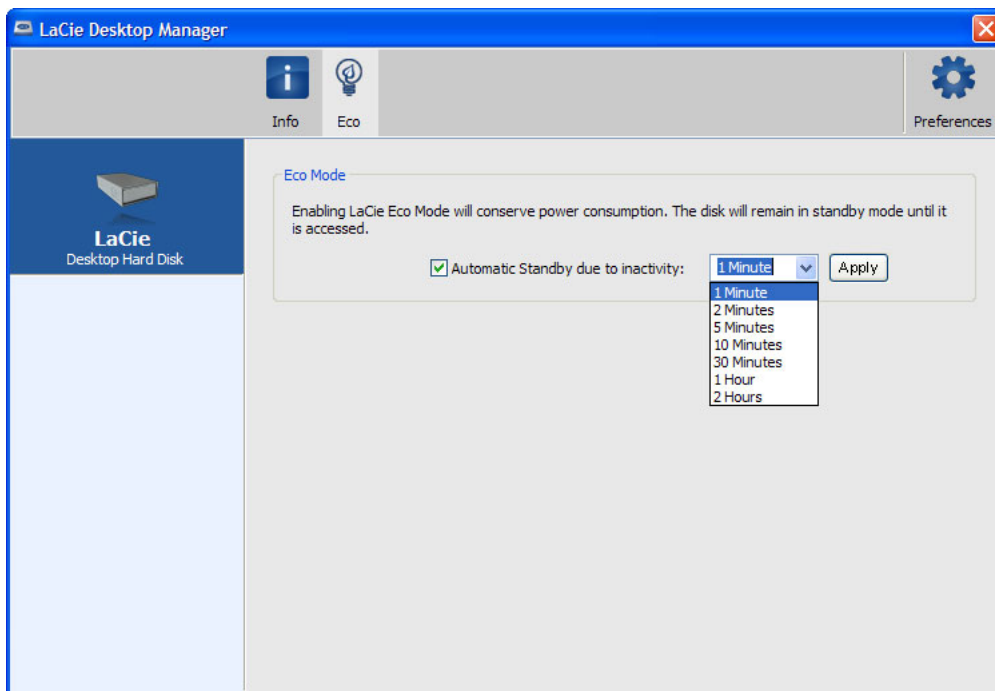 LaCie Desktop Manager
Info
Eco
Preferences
LaCie
Desktop Hard Disk
Eco Mode
Enabling LaCie Eco Mode will conserve power consumption. The disk will remain in standby mode until it
is accessed.
Automatic Standby due to inactivity:
1 Minute
Apply
1 Minute
2 Minutes
5 Minutes
10 Minutes
30 Minutes
1 Hour
2 Hours